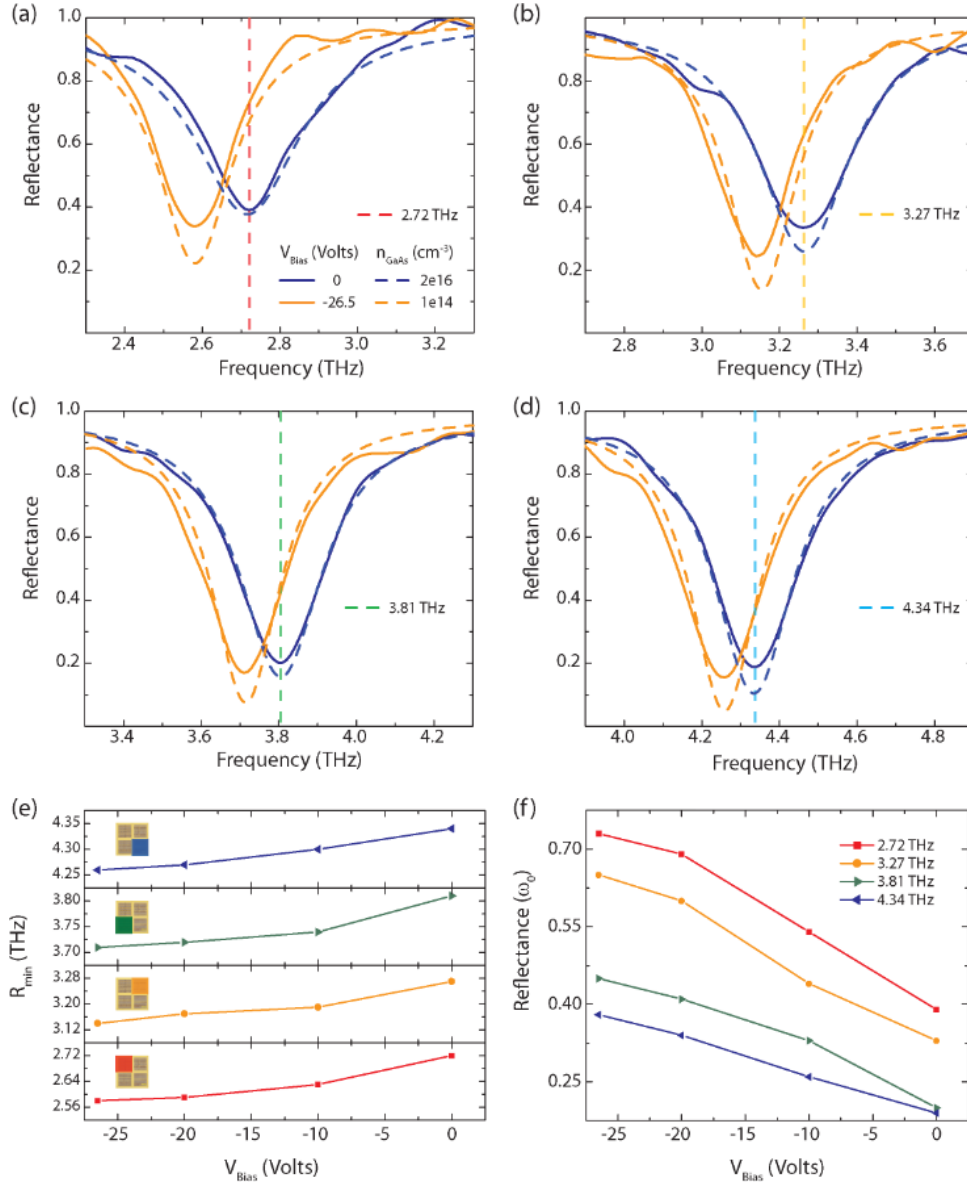 (a)
1.0
0.8
0.6
0.4
0.2
Reflectance
2.72 THz
V_Bias (Volts) n_GaAs (cm⁻³)
0 2e16
-26.5 1e14
2.4 2.6 2.8 3.0 3.2
Frequency (THz)
(b)
1.0
0.8
0.6
0.4
0.2
Reflectance
3.27 THz
2.8 3.0 3.2 3.4 3.6
Frequency (THz)
(c)
1.0
0.8
0.6
0.4
0.2
Reflectance
3.81 THz
3.4 3.6 3.8 4.0 4.2
Frequency (THz)
(d)
1.0
0.8
0.6
0.4
0.2
Reflectance
4.34 THz
4.0 4.2 4.4 4.6 4.8
Frequency (THz)
(e)
4.35
4.30
4.25
3.80
3.75
3.70
3.28
3.20
3.12
2.72
2.64
2.56
R_min
(THz)
-25 -20 -15 -10 -5 0
V_Bias (Volts)
(f)
0.70
0.55
0.40
0.25
Reflectance (ω₀)
2.72 THz
3.27 THz
3.81 THz
4.34 THz
-25 -20 -15 -10 -5 0
V_Bias (Volts)